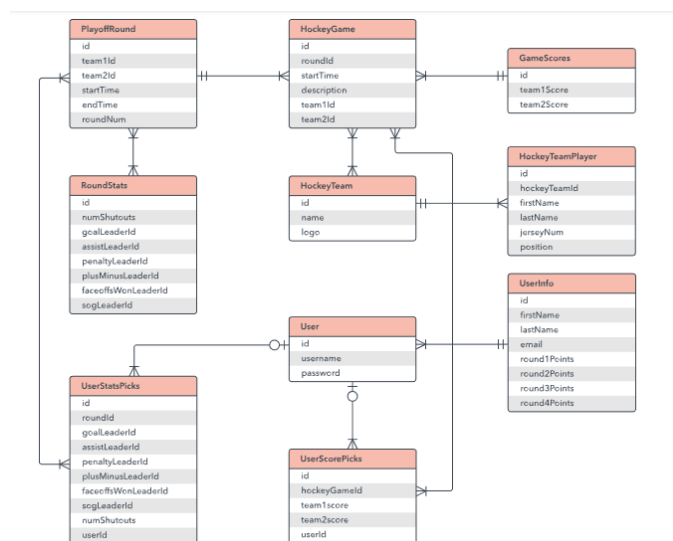 PlayoffRound
id
team1Id
team2Id
startTime
endTime
roundNum
HockeyGame
id
roundId
startTime
description
team1Id
team2Id
GameScores
id
team1Score
team2Score
HockeyTeamPlayer
id
hockeyTeamId
firstName
lastName
jerseyNum
position
RoundStats
id
numShutouts
goalLeaderId
assistLeaderId
penaltyLeaderId
plusMinusLeaderId
faceoffsWonLeaderId
sogLeaderId
HockeyTeam
id
name
logo
UserInfo
id
firstName
lastName
email
round1Points
round2Points
round3Points
round4Points
User
id
username
password
UserStatsPicks
id
roundId
goalLeaderId
assistLeaderId
penaltyLeaderId
plusMinusLeaderId
faceoffsWonLeaderId
sogLeaderId
numShutouts
userId
UserScorePicks
id
hockeyGameId
team1score
team2score
userId